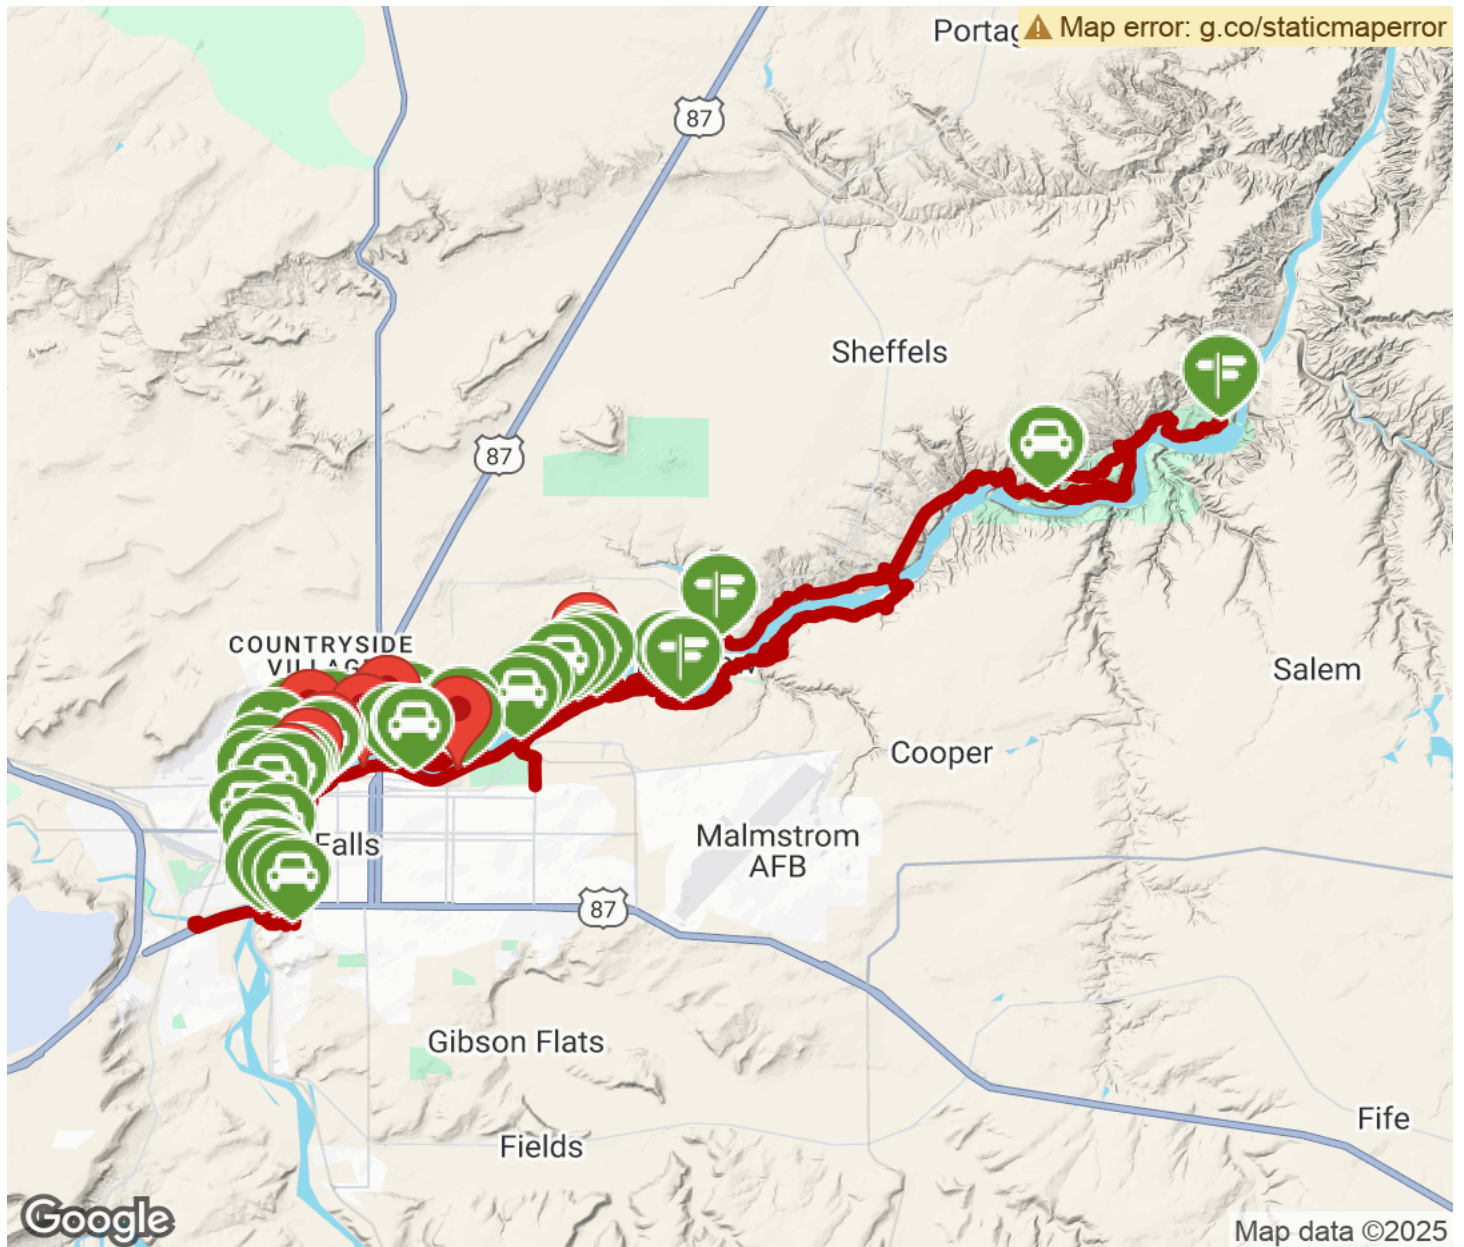 Portag
Map error: g.co/staticmaperror
87
Sheffels
87
COUNTRYSIDE
VILLAG
Salem
Cooper
Malmstrom
AFB
Falls
87
Gibson Flats
Fife
Fields
Google
Map data ©2025